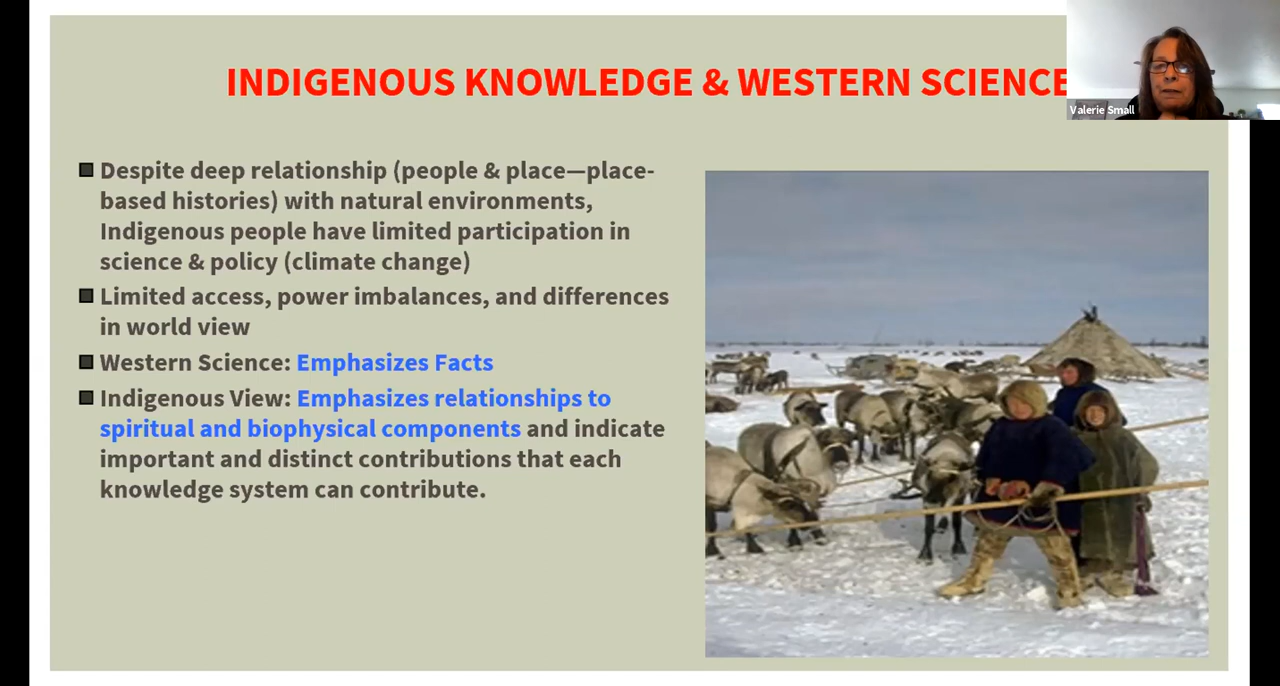 INDIGENOUS KNOWLEDGE & WESTERN SCIENCE
Valerie Small
Despite deep relationship (people & place—place-
based histories) with natural environments,
Indigenous people have limited participation in
science & policy (climate change)
Limited access, power imbalances, and differences
in world view
Western Science: Emphasizes Facts
Indigenous View: Emphasizes relationships to
spiritual and biophysical components and indicate
important and distinct contributions that each
knowledge system can contribute.